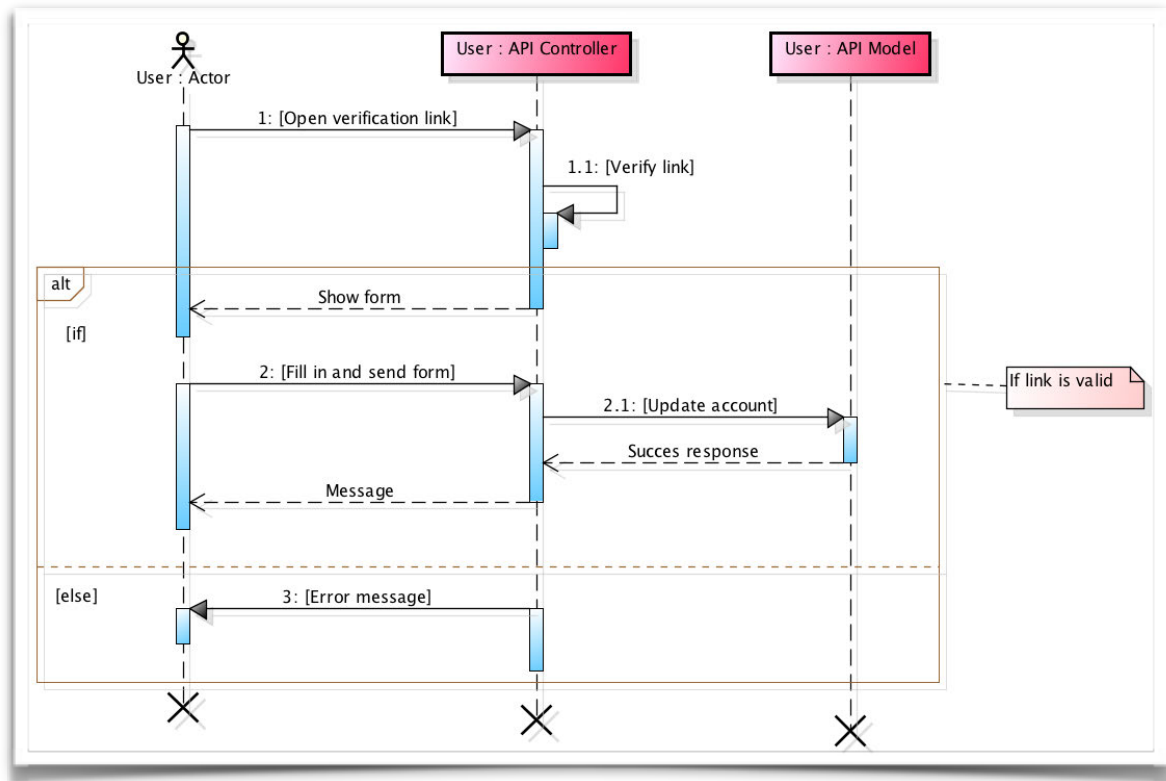 User : Actor
User : API Controller
User : API Model
1: [Open verification link]
1.1: [Verify link]
alt
Show form
[if]
2: [Fill in and send form]
If link is valid
2.1: [Update account]
Succes response
Message
[else]
3: [Error message]